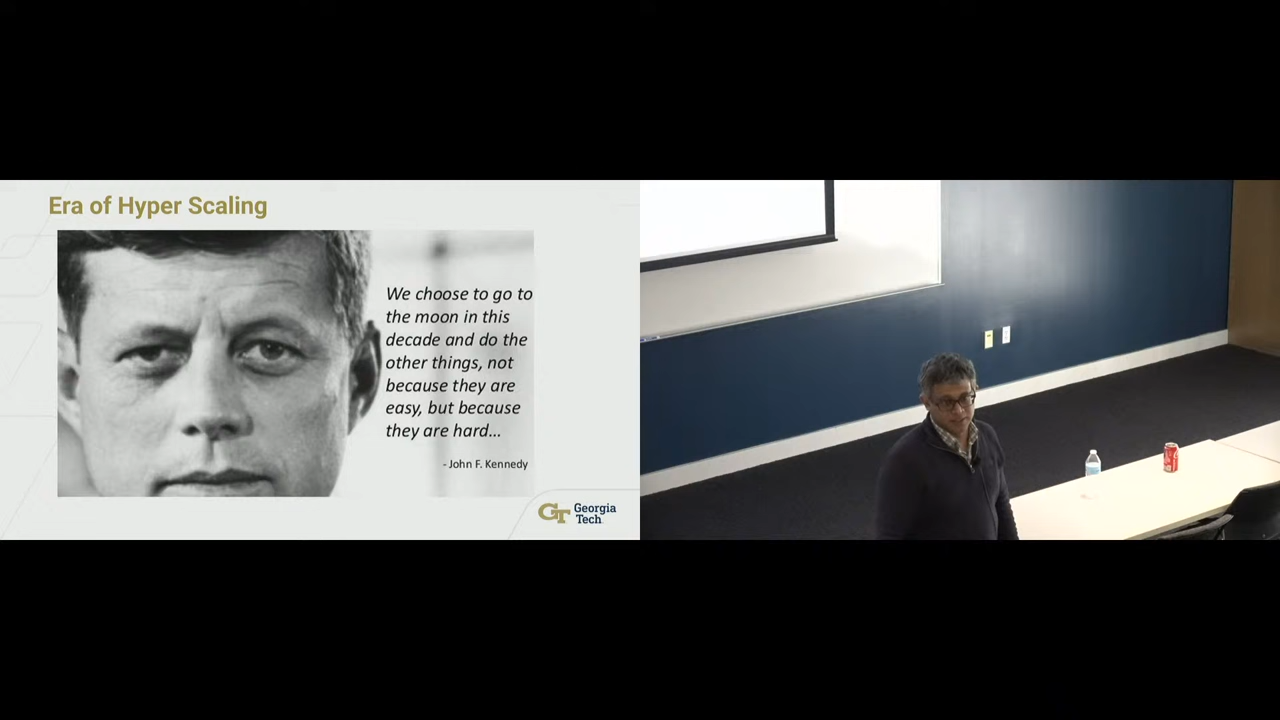 Era of Hyper Scaling
We choose to go to
the moon in this
decade and do the
other things, not
because they are
easy, but because
they are hard...
- John F. Kennedy
GT Georgia
Tech